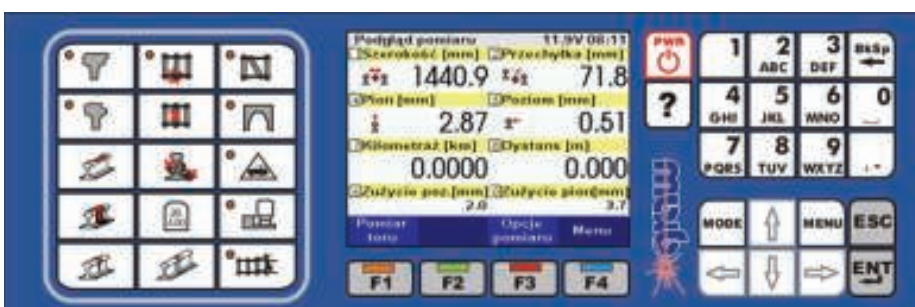 Podgląd pomiaru 11.9V 08:11
Szerokość [mm] Przechyłka [mm]
1440.9 71.8
Pion [mm] Poziom [mm]
2.87 0.51
Kilometraż [km] Dystans [m]
0.0000 0.000
Zużycie poz.[mm] Zużycie pion[mm]
2.0 3.7
Pomiar toru Opcje pomiaru Menu
F1 F2 F3 F4
PWR
?
1 2 ABC 3 DEF BkSp
4 GHI 5 JKL 6 MNO 0
7 PQRS 8 TUV 9 WXYZ
MODE MENU ESC
ENT